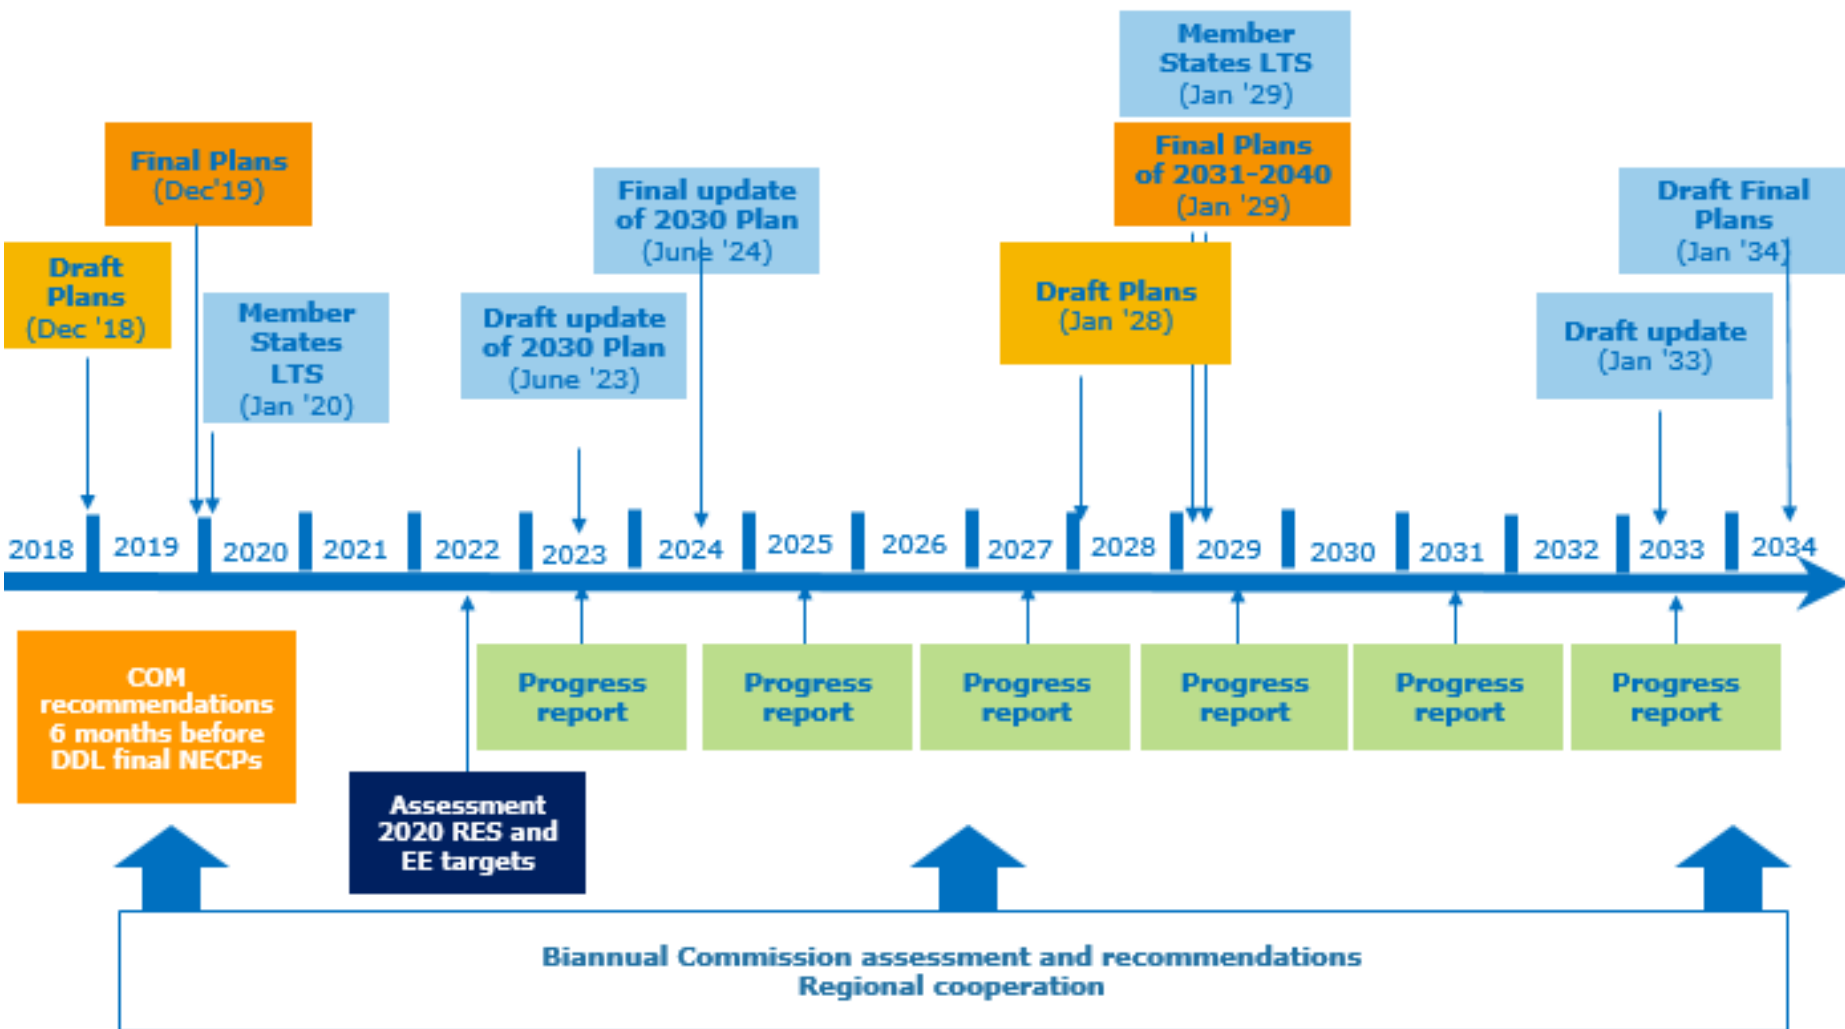 Member
States LTS
(Jan '29)
Final Plans
(Dec'19)
Final Plans
of 2031-2040
(Jan '29)
Final update
of 2030 Plan
(June '24)
Draft Final
Plans
(Jan '34)
Draft
Plans
(Dec '18)
Member
States
LTS
(Jan '20)
Draft update
of 2030 Plan
(June '23)
Draft Plans
(Jan '28)
Draft update
(Jan '33)
2018 2019 2020 2021 2022 2023 2024 2025 2026 2027 2028 2029 2030 2031 2032 2033 2034
COM
recommendations
6 months before
DDL final NECPs
Progress
report
Progress
report
Progress
report
Progress
report
Progress
report
Progress
report
Assessment
2020 RES and
EE targets
Biannual Commission assessment and recommendations
Regional cooperation